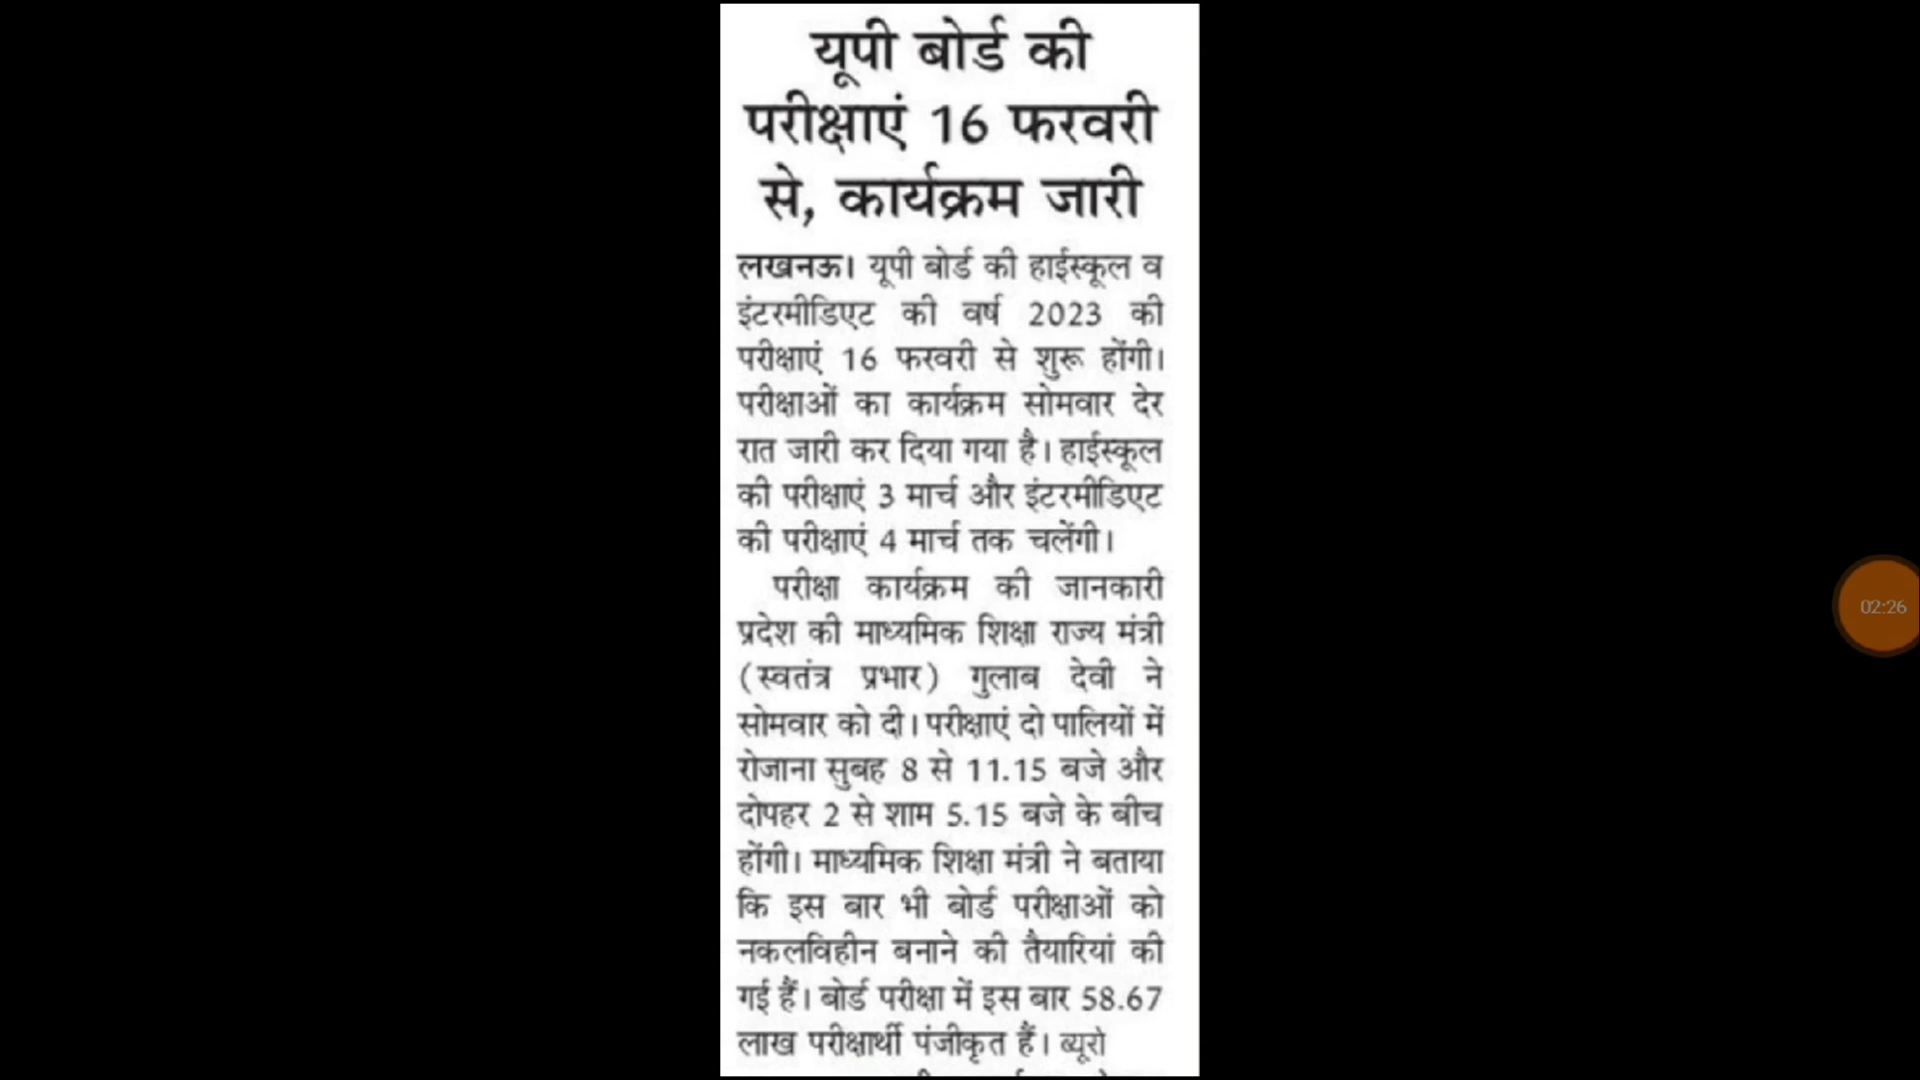 यूपी बोर्ड की
परीक्षाएं 16 फरवरी
से, कार्यक्रम जारी
लखनऊ। यूपी बोर्ड की हाईस्कूल व
इंटरमीडिएट की वर्ष 2023 की
परीक्षाएं 16 फरवरी से शुरू होंगी।
परीक्षाओं का कार्यक्रम सोमवार देर
रात जारी कर दिया गया है। हाईस्कूल
की परीक्षाएं 3 मार्च और इंटरमीडिएट
की परीक्षाएं 4 मार्च तक चलेंगी।
परीक्षा कार्यक्रम की जानकारी
प्रदेश की माध्यमिक शिक्षा राज्य मंत्री
(स्वतंत्र प्रभार) गुलाब देवी ने
सोमवार को दी। परीक्षाएं दो पालियों में
रोजाना सुबह 8 से 11.15 बजे और
02:26
दोपहर 2 से शाम 5.15 बजे के बीच
होंगी। माध्यमिक शिक्षा मंत्री ने बताया
कि इस बार भी बोर्ड परीक्षाओं को
नकलविहीन बनाने की तैयारियां की
गई हैं। बोर्ड परीक्षा में इस बार 58.67
लाख परीक्षार्थी पंजीकृत हैं। ब्यूरो